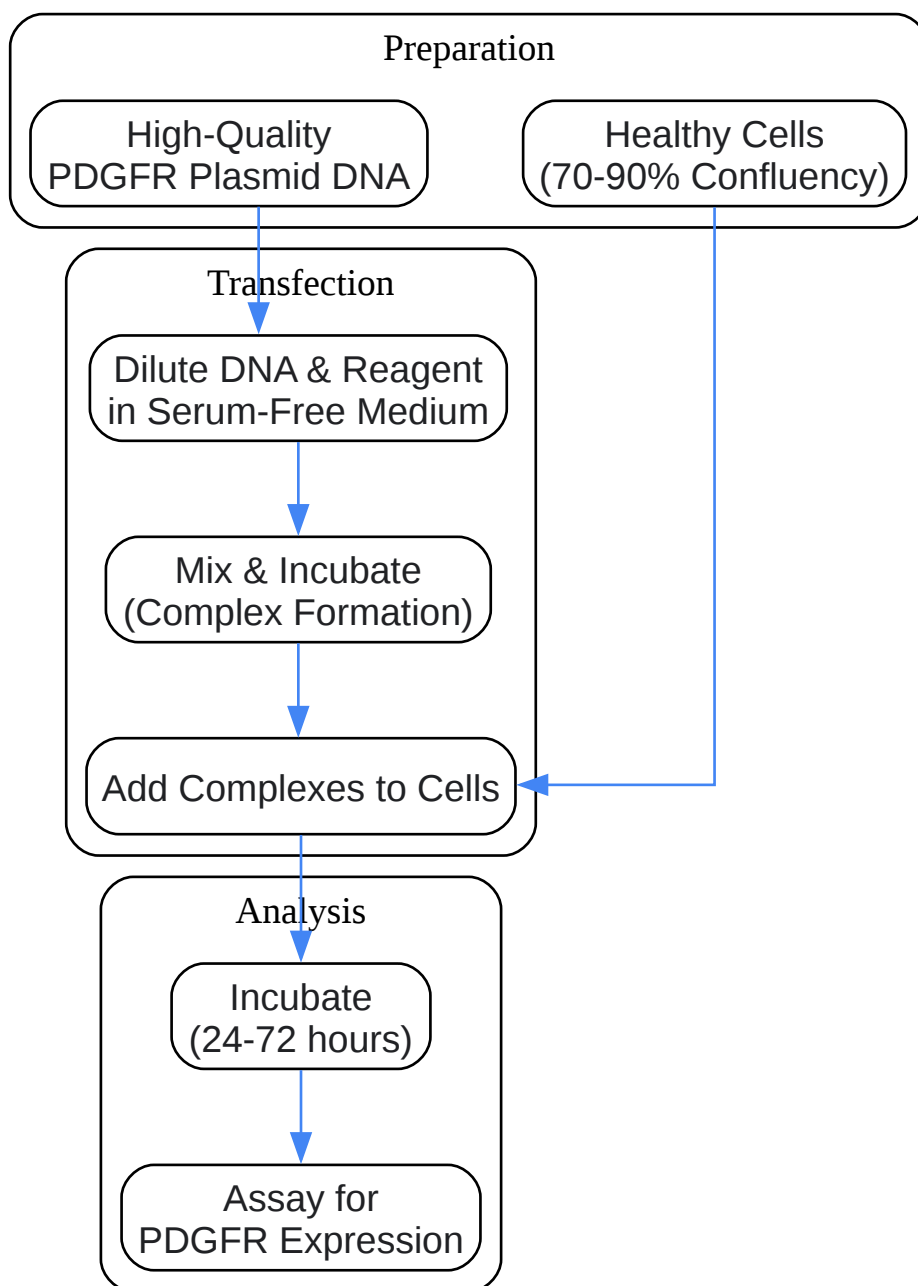 Preparation
High-Quality
PDGFR Plasmid DNA
Healthy Cells
(70-90% Confluency)
Transfection
Dilute DNA & Reagent
in Serum-Free Medium
Mix & Incubate
(Complex Formation)
Add Complexes to Cells
Analysis
Incubate
(24-72 hours)
Assay for
PDGFR Expression